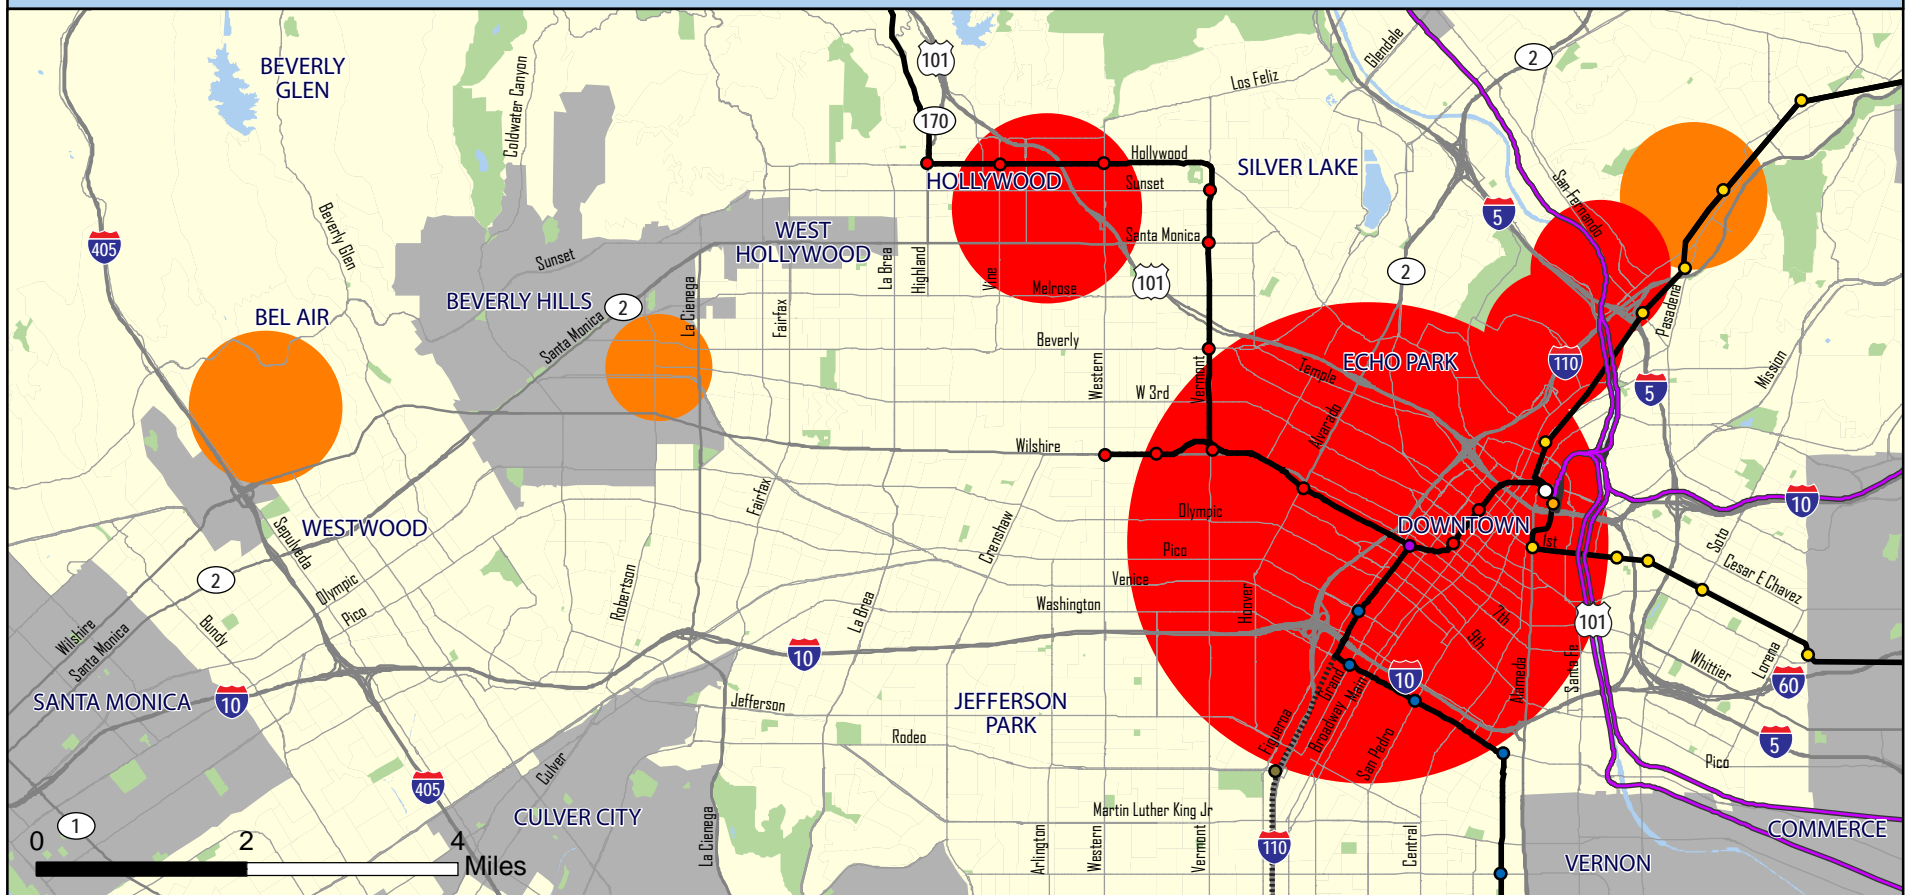 BEVERLY
GLEN
Coldwater Canyon
101
170
Los Feliz
Glendale
2
Hollywood
HOLLYWOOD
Sunset
SILVER LAKE
San Fernando
5
405
Beverly Glen
Sunset
WEST
HOLLYWOOD
La Brea
Highland
Vine
Santa Monica
101
2
Melrose
BEL AIR
BEVERLY HILLS
2
Santa Monica
La Cienega
Fairfax
Beverly
Western
Vermont
W 3rd
Temple
ECHO PARK
110
Pasadena
5
Mission
Alvarado
Wilshire
Fairfax
Crenshaw
Olympic
Pico
DOWNTOWN
1st
10
Soto
Cesar E Chavez
WESTWOOD
Sepulveda
2
Olympic
Pico
Bundy
Wilshire
Santa Monica
Robertson
La Brea
Venice
Washington
Hoover
7th
9th
101
10
SANTA MONICA
10
Jefferson
JEFFERSON
PARK
Rodeo
Grand
Main
Broadway
Figueroa
San Pedro
10
Alameda
Santa Fe
Whittier
Lorena
60
5
Pico
405
Culver
CULVER CITY
La Cienega
Martin Luther King Jr
Arlington
Western
Vermont
110
Central
VERNON
COMMERCE
1
0
2
4
Miles